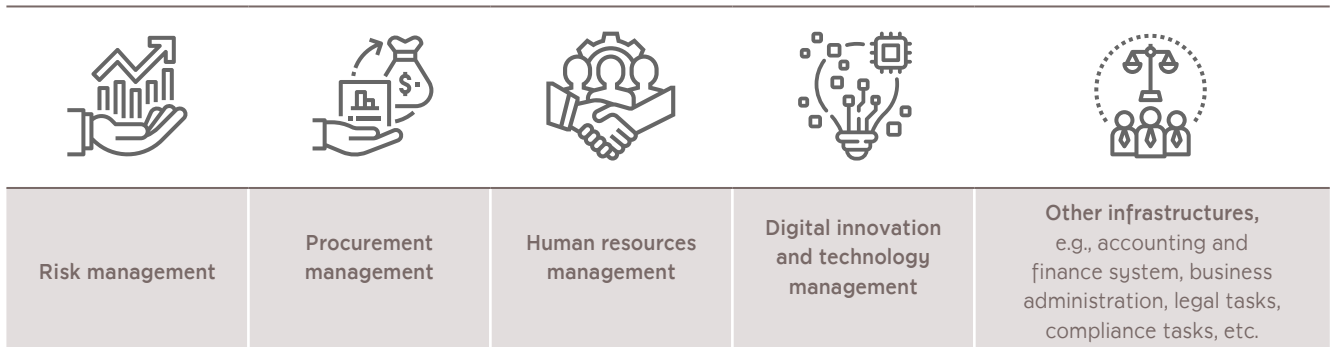 $
Risk management
Procurement
management
Human resources
management
Digital innovation
and technology
management
Other infrastructures,
e.g., accounting and
finance system, business
administration, legal tasks,
compliance tasks, etc.